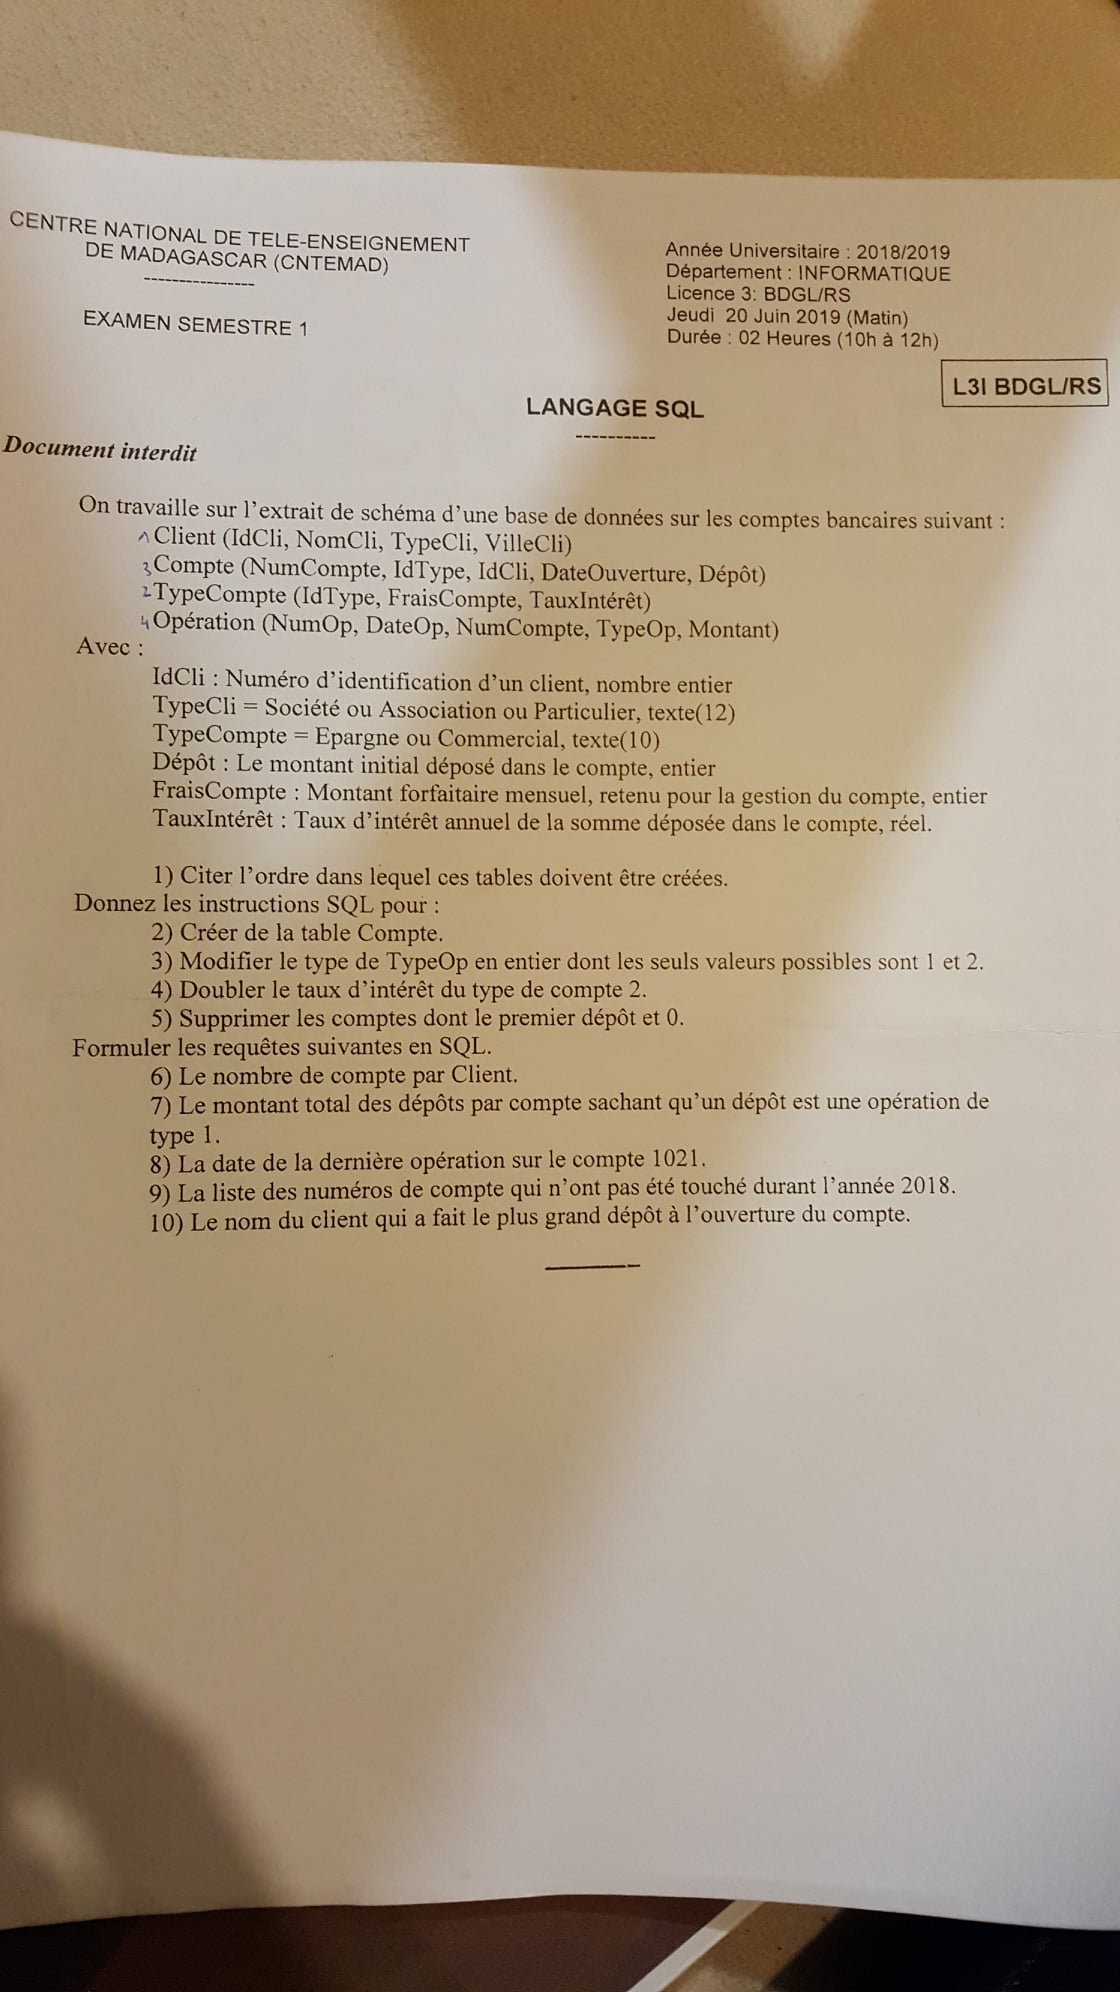 CENTRE NATIONAL DE TELE-ENSEIGNEMENT
DE MADAGASCAR (CNTEMAD)
----------------
EXAMEN SEMESTRE 1
Année Universitaire : 2018/2019
Département : INFORMATIQUE
Licence 3: BDGL/RS
Jeudi 20 Juin 2019 (Matin)
Durée : 02 Heures (10h à 12h)
L3I BDGL/RS
LANGAGE SQL
----------
Document interdit
On travaille sur l'extrait de schéma d'une base de données sur les comptes bancaires suivant :
1 Client (IdCli, NomCli, TypeCli, VilleCli)
3 Compte (NumCompte, IdType, IdCli, DateOuverture, Dépôt)
2 TypeCompte (IdType, FraisCompte, TauxIntérêt)
4 Opération (NumOp, DateOp, NumCompte, TypeOp, Montant)
Avec :
IdCli : Numéro d'identification d'un client, nombre entier
TypeCli = Société ou Association ou Particulier, texte(12)
TypeCompte = Epargne ou Commercial, texte(10)
Dépôt : Le montant initial déposé dans le compte, entier
FraisCompte : Montant forfaitaire mensuel, retenu pour la gestion du compte, entier
TauxIntérêt : Taux d'intérêt annuel de la somme déposée dans le compte, réel.
1) Citer l'ordre dans lequel ces tables doivent être créées.
Donnez les instructions SQL pour :
2) Créer de la table Compte.
3) Modifier le type de TypeOp en entier dont les seuls valeurs possibles sont 1 et 2.
4) Doubler le taux d'intérêt du type de compte 2.
5) Supprimer les comptes dont le premier dépôt et 0.
Formuler les requêtes suivantes en SQL.
6) Le nombre de compte par Client.
7) Le montant total des dépôts par compte sachant qu'un dépôt est une opération de
type 1.
8) La date de la dernière opération sur le compte 1021.
9) La liste des numéros de compte qui n'ont pas été touché durant l'année 2018.
10) Le nom du client qui a fait le plus grand dépôt à l'ouverture du compte.